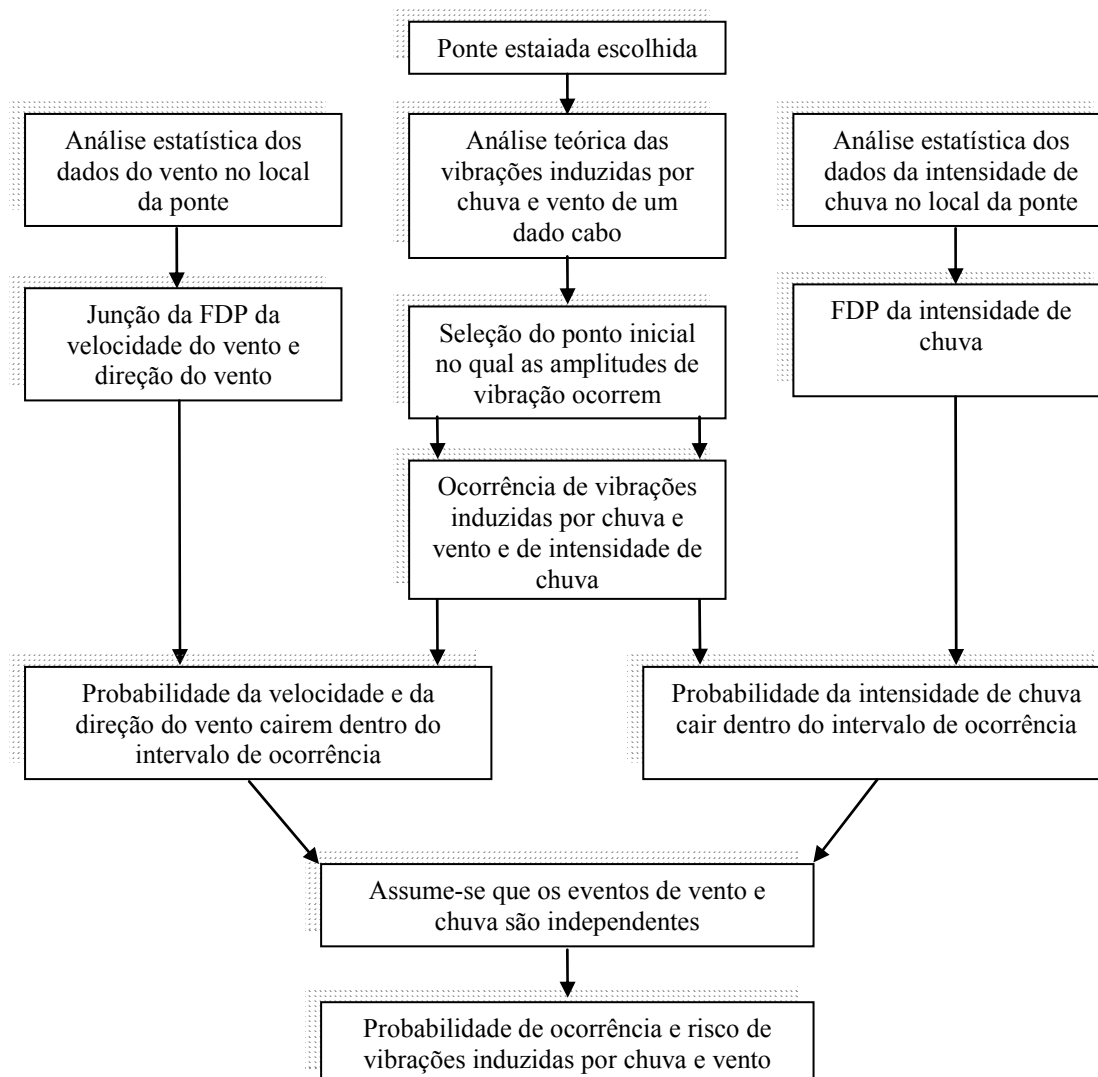 Ponte estaiada escolhida
Análise estatística dos
dados do vento no local
da ponte
Análise teórica das
vibrações induzidas por
chuva e vento de um
dado cabo
Análise estatística dos
dados da intensidade de
chuva no local da ponte
Junção da FDP da
velocidade do vento e
direção do vento
Seleção do ponto inicial
no qual as amplitudes de
vibração ocorrem
FDP da intensidade de
chuva
Ocorrência de vibrações
induzidas por chuva e
vento e de intensidade de
chuva
Probabilidade da velocidade e da
direção do vento cairem dentro do
intervalo de ocorrência
Probabilidade da intensidade de chuva
cair dentro do intervalo de ocorrência
Assume-se que os eventos de vento e
chuva são independentes
Probabilidade de ocorrência e risco de
vibrações induzidas por chuva e vento